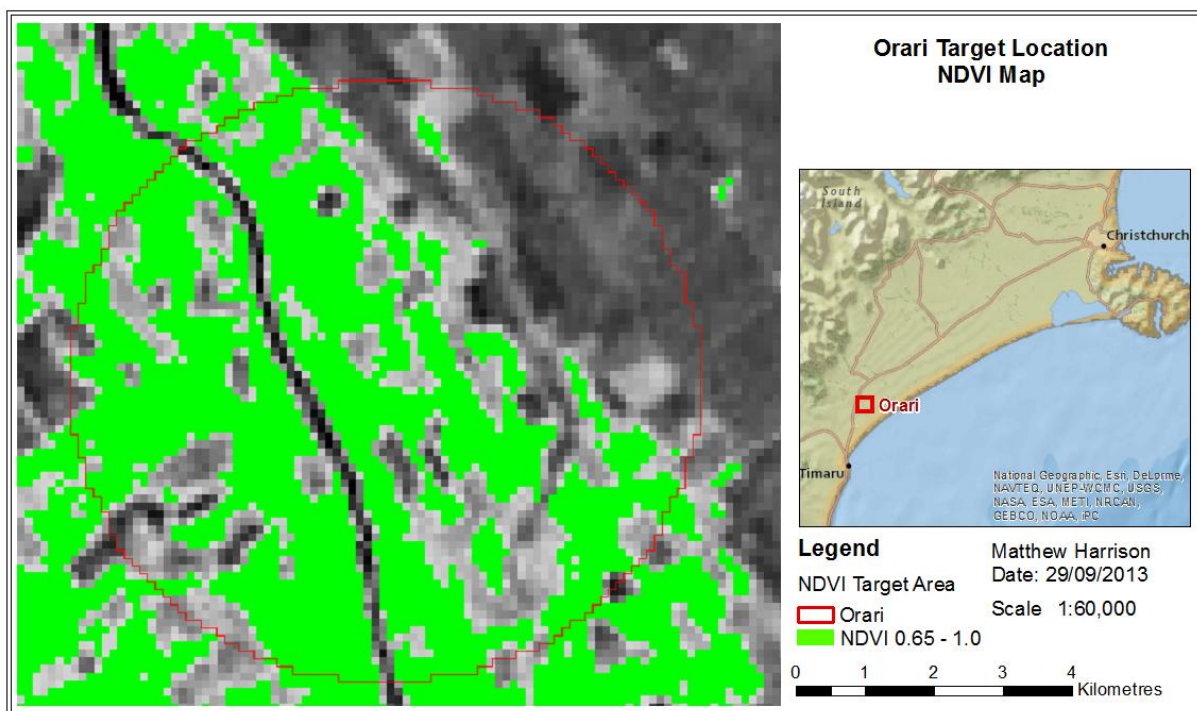 Orari Target Location
NDVI Map
South
Island
Christchurch
Orari
Timaru
National Geographic, Esri, DeLorme,
NAVTEQ, UNEP-WCMC, USGS,
NASA, ESA, METI, NRCAN,
GEBCO, NOAA, iPC
Legend
NDVI Target Area
Orari
NDVI 0.65 - 1.0
Matthew Harrison
Date: 29/09/2013
Scale 1:60,000
0 1 2 3 4
Kilometres